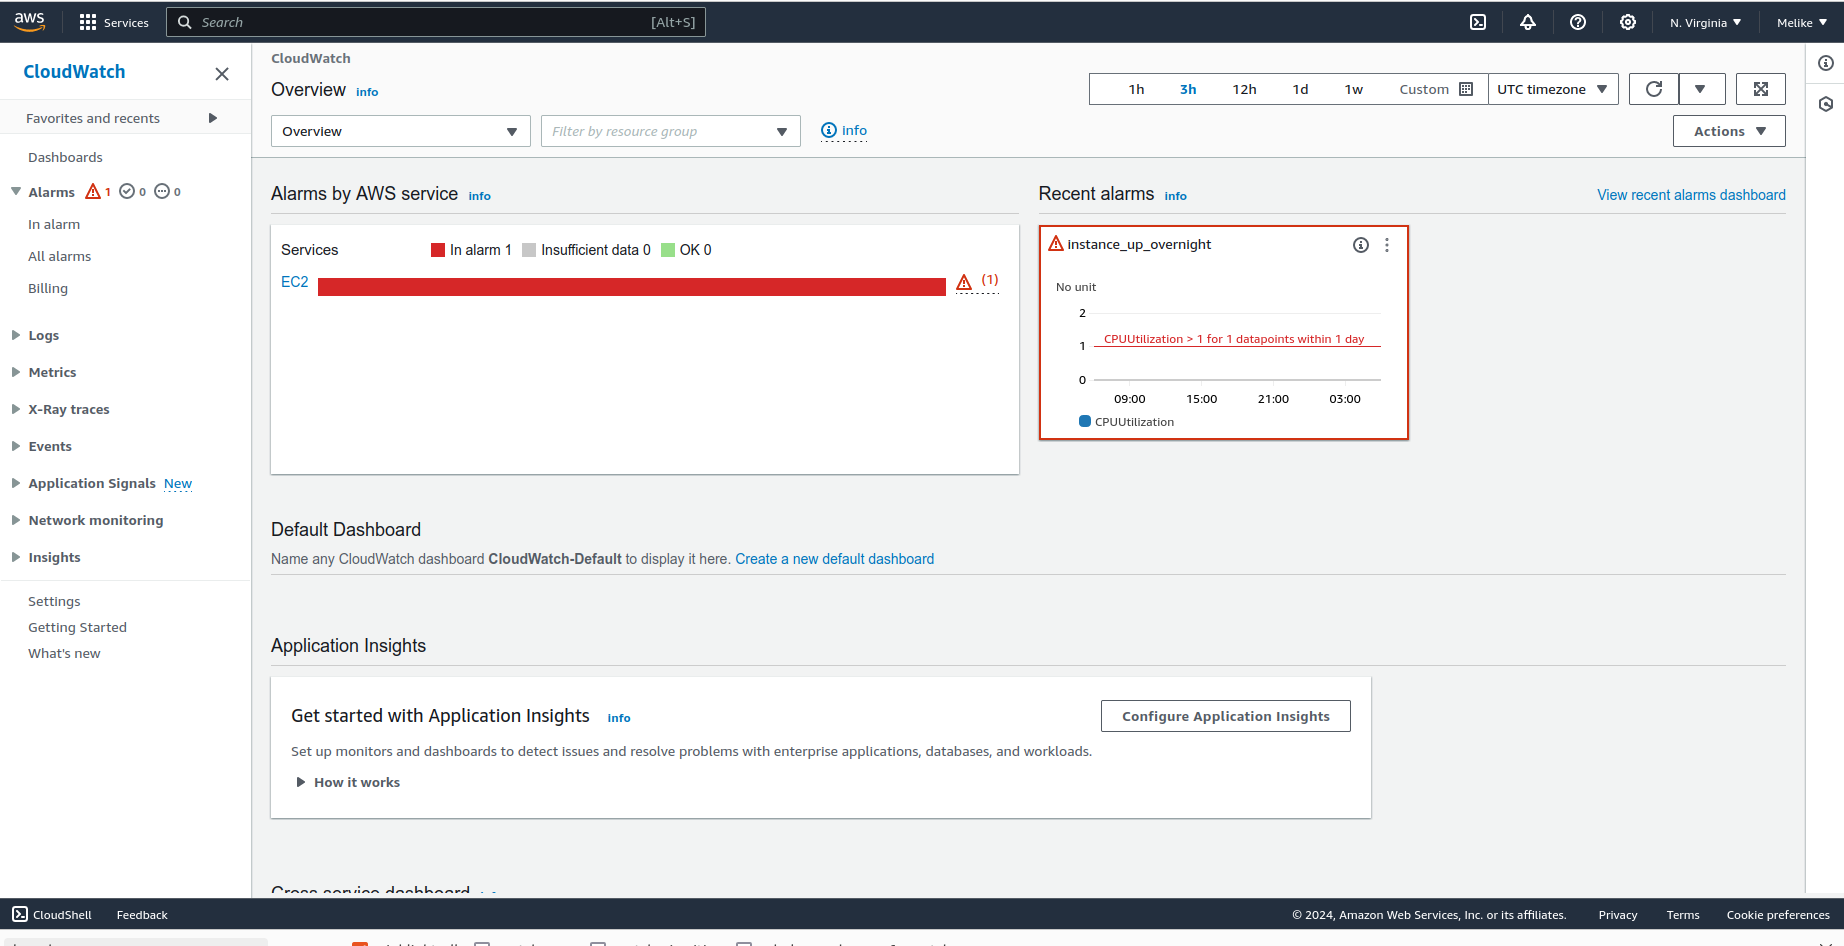 aws
Services
Search [Alt+S]
N. Virginia
Melike
CloudWatch
Favorites and recents
Dashboards
Alarms 1 0 0
In alarm
All alarms
Billing
Logs
Metrics
X-Ray traces
Events
Application Signals New
Network monitoring
Insights
Settings
Getting Started
What's new
CloudWatch
Overview Info
1h 3h 12h 1d 1w Custom UTC timezone
Overview
Filter by resource group
Info
Actions
Alarms by AWS service Info
Services In alarm 1 Insufficient data 0 OK 0
EC2 (1)
Recent alarms Info
View recent alarms dashboard
instance_up_overnight
No unit
2
CPUUtilization > 1 for 1 datapoints within 1 day
1
0
09:00 15:00 21:00 03:00
CPUUtilization
Default Dashboard
Name any CloudWatch dashboard CloudWatch-Default to display it here. Create a new default dashboard
Application Insights
Get started with Application Insights Info
Configure Application Insights
Set up monitors and dashboards to detect issues and resolve problems with enterprise applications, databases, and workloads.
How it works
Cross service dashboard
CloudShell Feedback
© 2024, Amazon Web Services, Inc. or its affiliates. Privacy Terms Cookie preferences